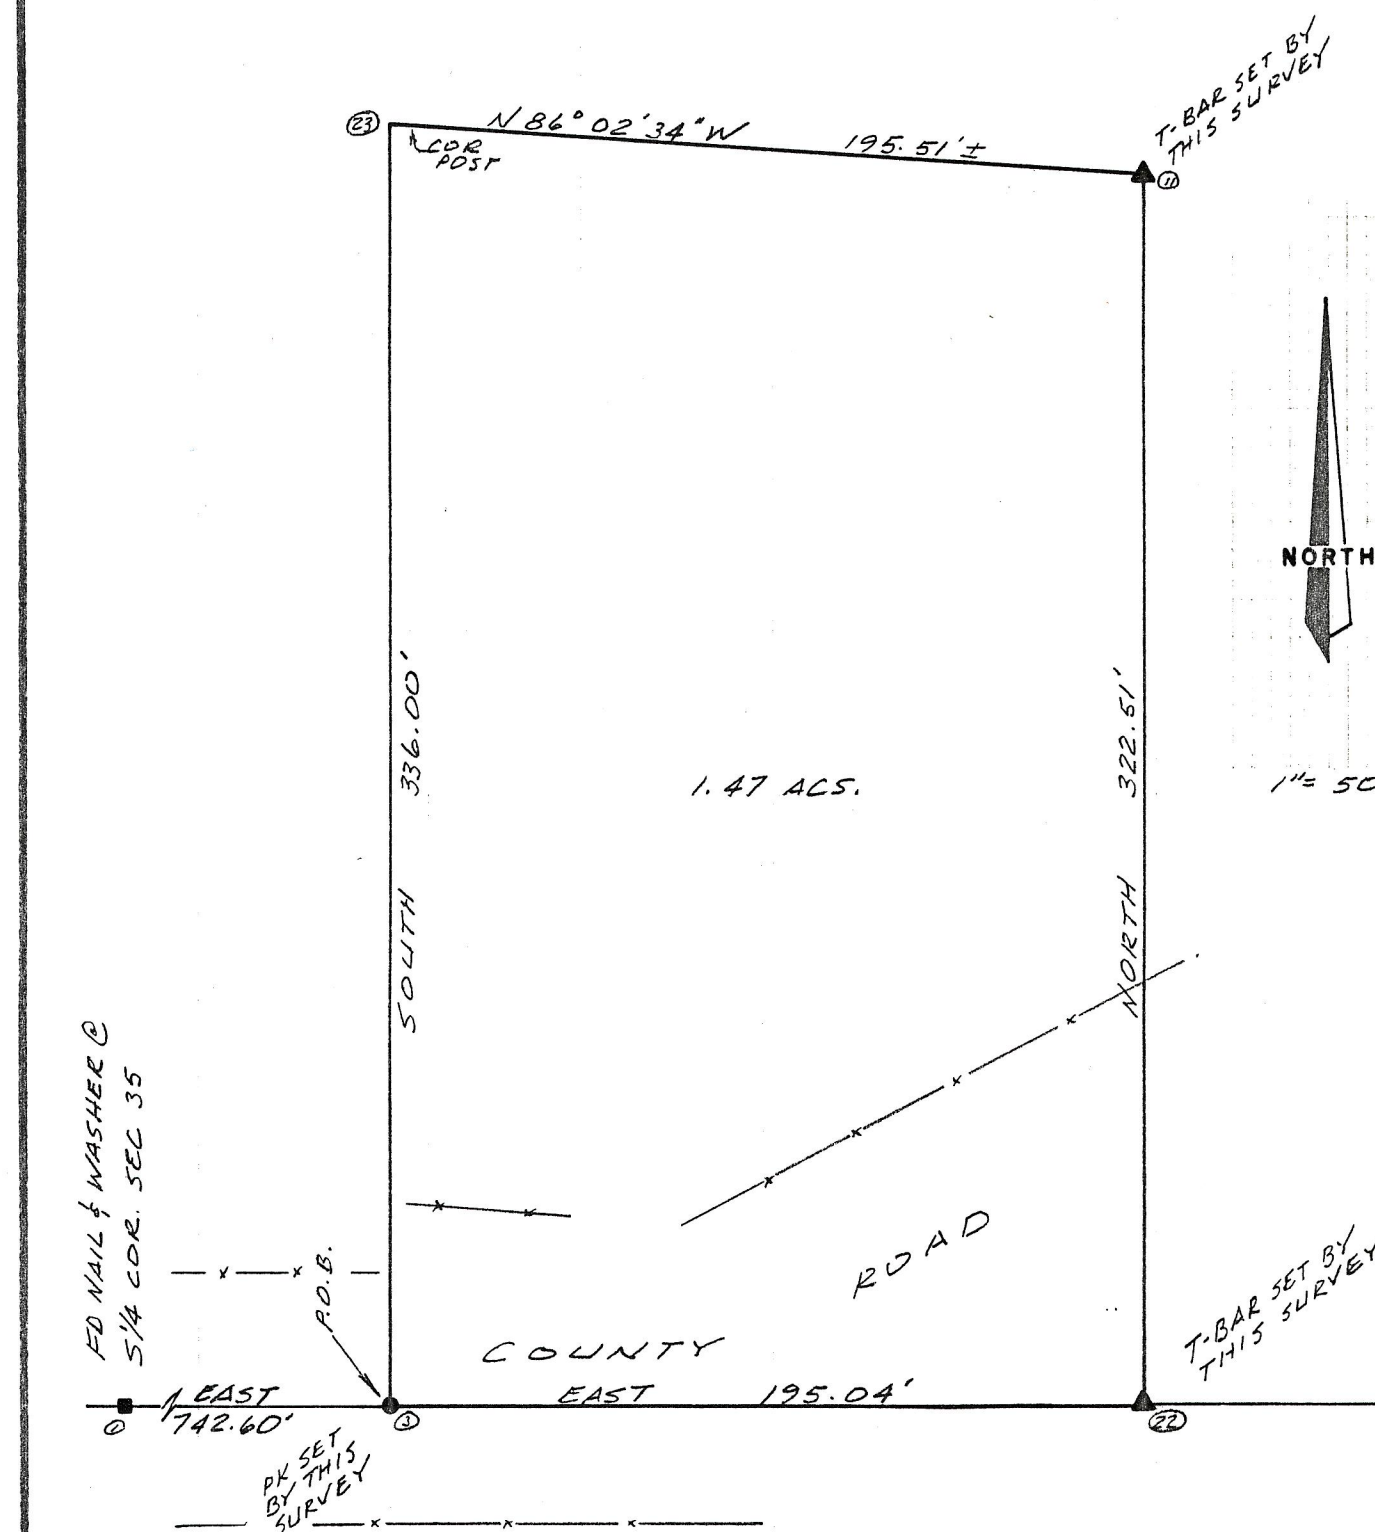 T-BAR SET BY
THIS SURVEY
23
N 86° 02' 34" W 195.51' ±
COR
POST
11
NORTH
1" = 50
SOUTH 336.00'
1.47 ACS.
NORTH 322.51'
FD NAIL & WASHER @
S 1/4 COR. SEC 35
P.O.B.
COUNTY ROAD
T-BAR SET BY
THIS SURVEY
EAST
742.60'
EAST 195.04'
3
22
PK SET
BY THIS
SURVEY